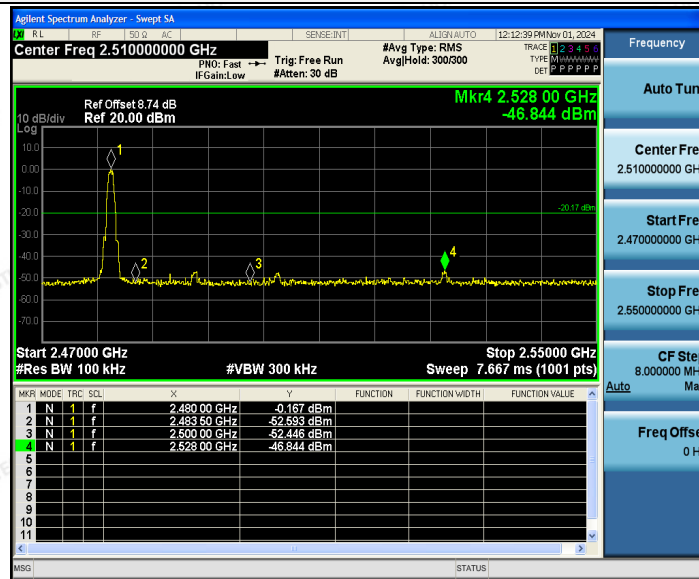 Agilent Spectrum Analyzer - Swept SA
LXI RL RF 50 Ω AC SENSE:INT ALIGN AUTO 12:12:39 PM Nov 01, 2024
Center Freq 2.510000000 GHz
PNO: Fast
IFGain:Low
Trig: Free Run
#Atten: 30 dB
#Avg Type: RMS
Avg|Hold: 300/300
TRACE 1 2 3 4 5 6
TYPE M WWWWW
DET P P P P P P
Ref Offset 8.74 dB
10 dB/div Ref 20.00 dBm
Log
Mkr4 2.528 00 GHz
-46.844 dBm
10.0
0.00
-10.0
-20.0
-30.0
-40.0
-50.0
-60.0
-70.0
1
2
3
4
-20.17 dBm
Start 2.47000 GHz Stop 2.55000 GHz
#Res BW 100 kHz #VBW 300 kHz Sweep 7.667 ms (1001 pts)
MKR MODE TRC SCL X Y FUNCTION FUNCTION WIDTH FUNCTION VALUE
1 N 1 f 2.480 00 GHz -0.167 dBm
2 N 1 f 2.483 50 GHz -52.593 dBm
3 N 1 f 2.500 00 GHz -52.446 dBm
4 N 1 f 2.528 00 GHz -46.844 dBm
5
6
7
8
9
10
11
MSG STATUS
Frequency
Auto Tun
Center Fre
2.510000000 GH
Start Fre
2.470000000 GH
Stop Fre
2.550000000 GH
CF Ste
8.000000 MH
Auto Ma
Freq Offse
0 H